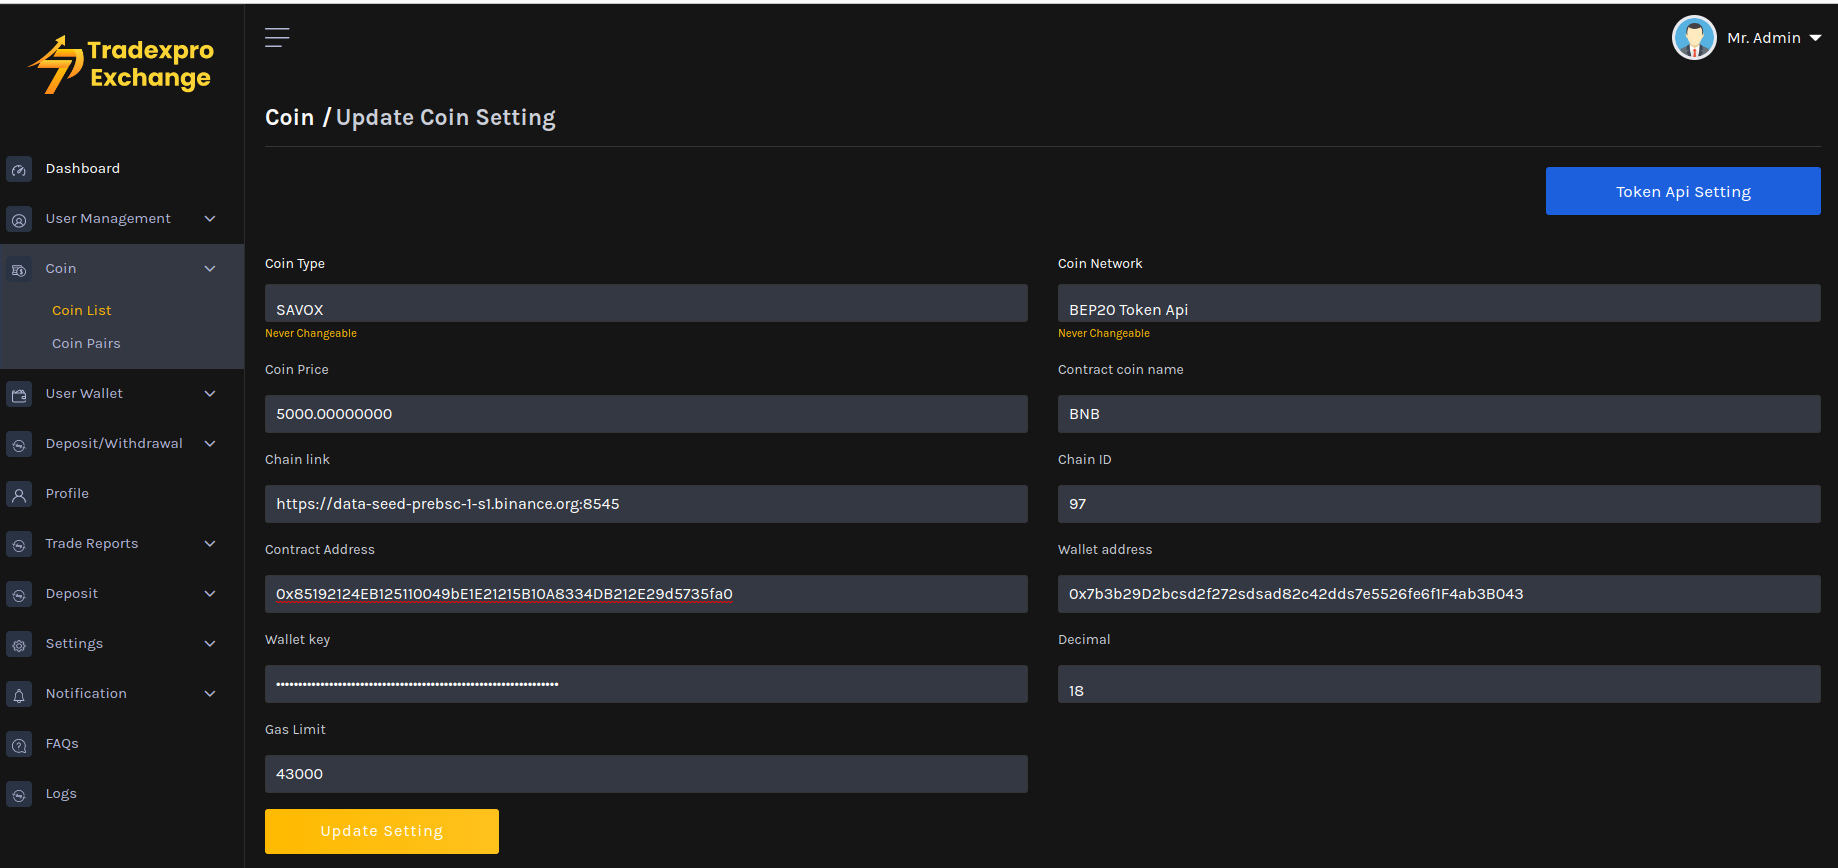 Tradexpro
Exchange
Mr. Admin
Coin / Update Coin Setting
Dashboard
User Management
Coin
Coin List
Coin Pairs
User Wallet
Deposit/Withdrawal
Profile
Trade Reports
Deposit
Settings
Notification
FAQs
Logs
Token Api Setting
Coin Type
SAVOX
Never Changeable
Coin Network
BEP20 Token Api
Never Changeable
Coin Price
5000.00000000
Contract coin name
BNB
Chain link
https://data-seed-prebsc-1-s1.binance.org:8545
Chain ID
97
Contract Address
0x85192124EB125110049bE1E21215B10A8334DB212E29d5735fa0
Wallet address
0x7b3b29D2bcsd2f272sdsad82c42dds7e5526fe6f1F4ab3B043
Wallet key
Decimal
18
Gas Limit
43000
Update Setting